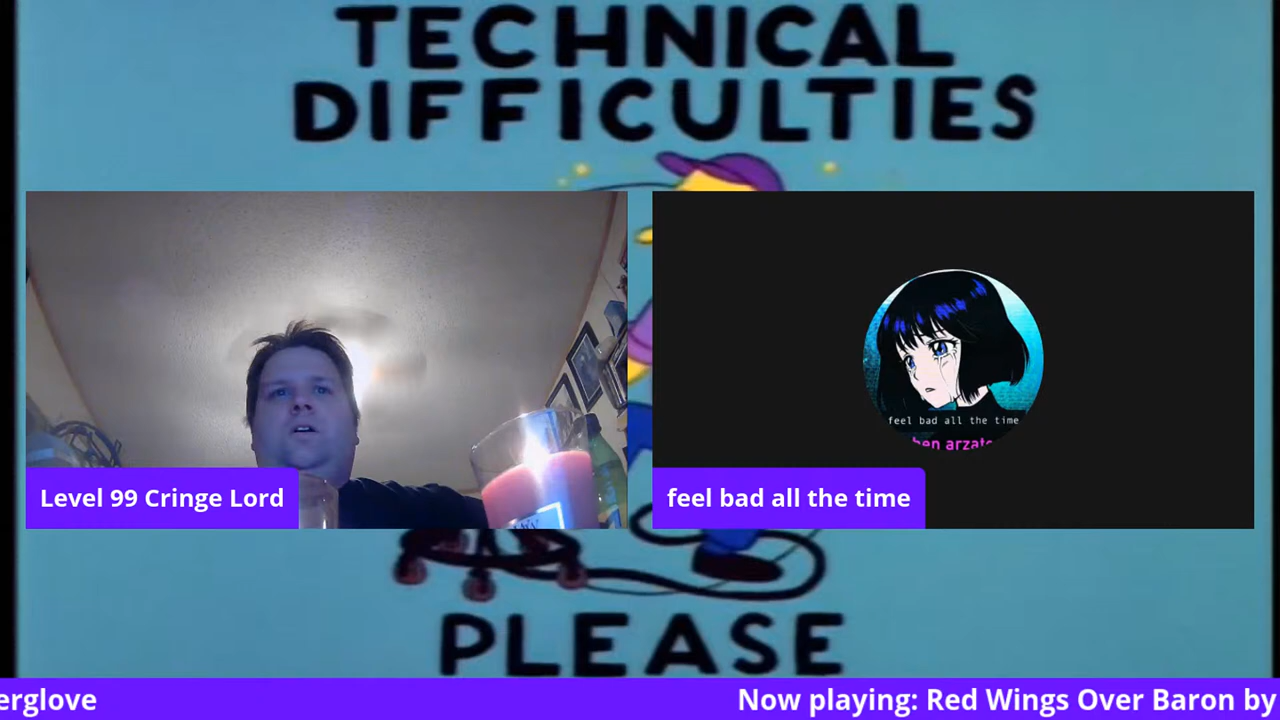 TECHNICAL
DIFFICULTIES
feel bad all the time
Level 99 Cringe Lord
feel bad all the time
PLEASE
erglove
Now playing: Red Wings Over Baron by